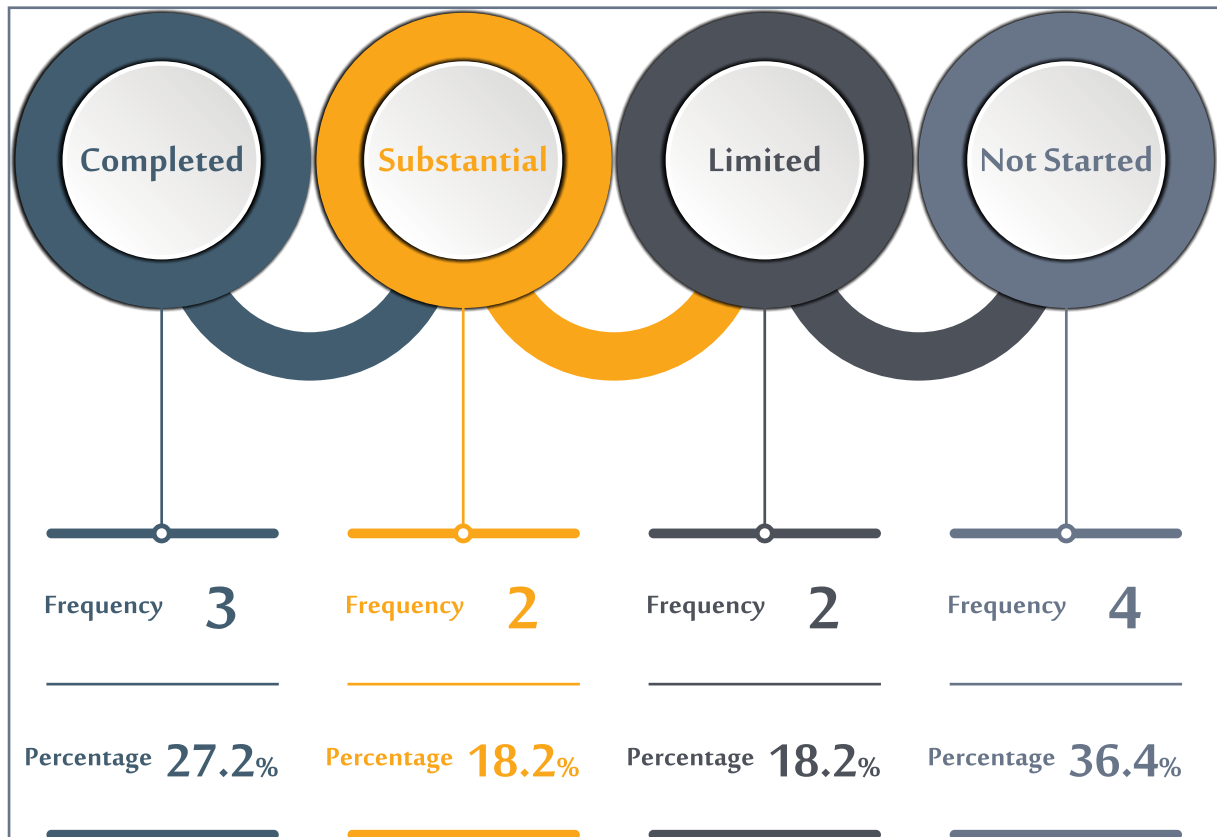 Completed
Substantial
Limited
Not Started
Frequency 3
Frequency 2
Frequency 2
Frequency 4
Percentage 27.2%
Percentage 18.2%
Percentage 18.2%
Percentage 36.4%